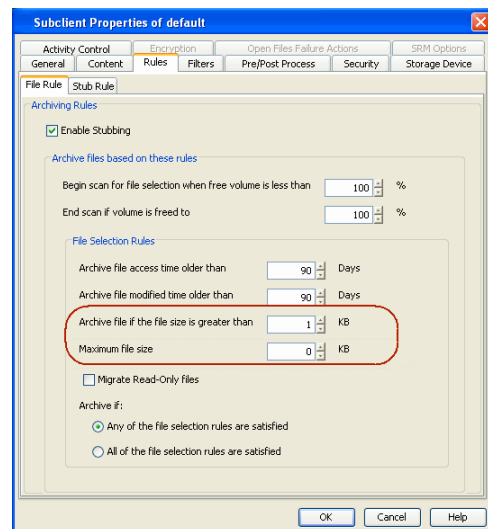 Subclient Properties of default
Activity Control Encryption Open Files Failure Actions SRM Options
General Content Rules Filters Pre/Post Process Security Storage Device
File Rule Stub Rule
Archiving Rules
Enable Stubbing
Archive files based on these rules
Begin scan for file selection when free volume is less than 100 %
End scan if volume is freed to 100 %
File Selection Rules
Archive file access time older than 90 Days
Archive file modified time older than 90 Days
Archive file if the file size is greater than 1 KB
Maximum file size 0 KB
Migrate Read-Only files
Archive if:
Any of the file selection rules are satisfied
All of the file selection rules are satisfied
OK Cancel Help